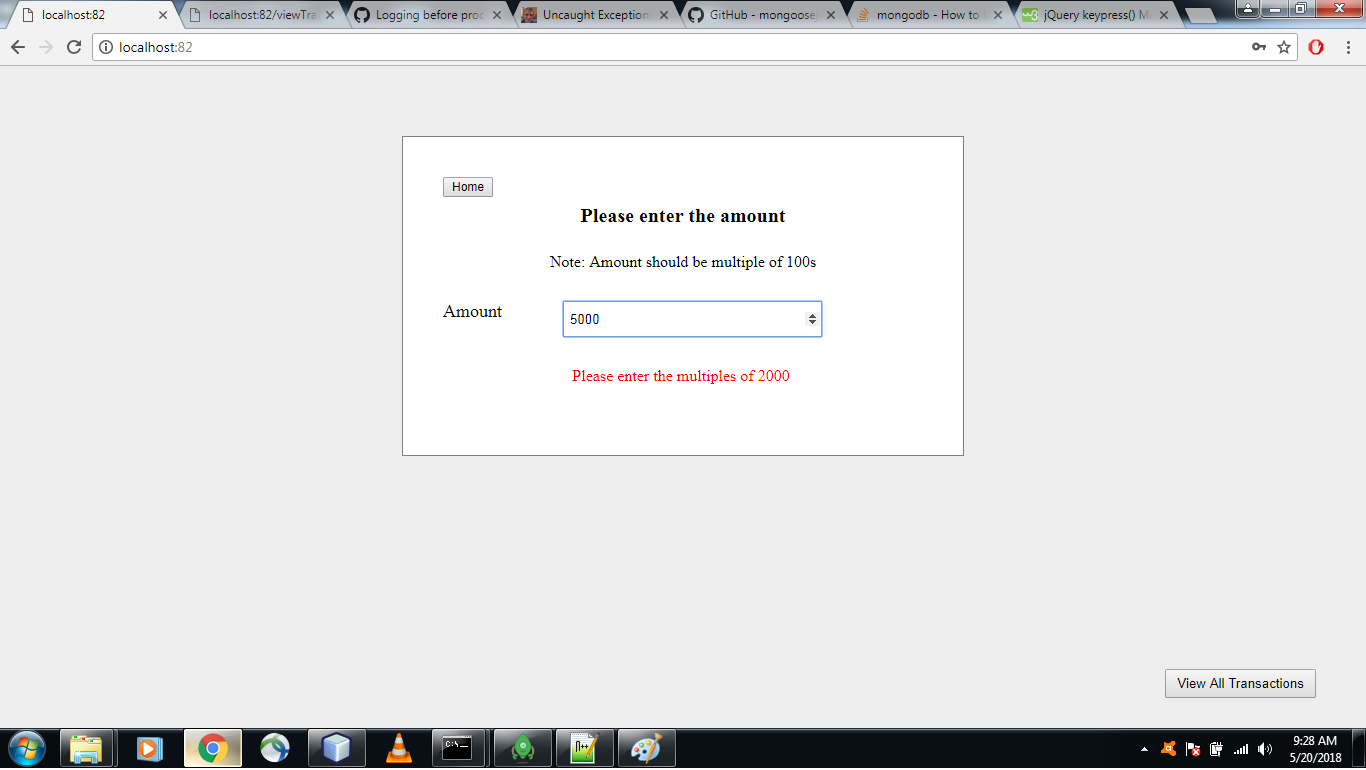 localhost:82
localhost:82/viewTra
Logging before proc
Uncaught Exception
GitHub - mongoose
mongodb - How to
jQuery keypress() M
localhost:82
Home
Please enter the amount
Note: Amount should be multiple of 100s
Amount
5000
Please enter the multiples of 2000
View All Transactions
9:28 AM
5/20/2018